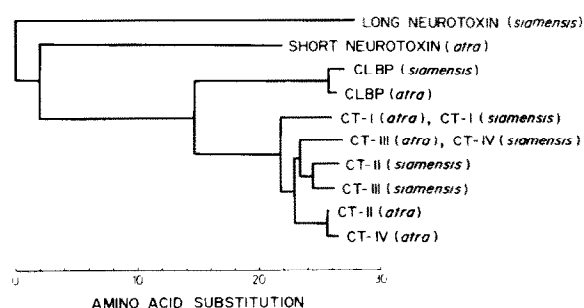 LONG NEUROTOXIN (siamensis)
SHORT NEUROTOXIN (atra)
CLBP (siamensis)
CLBP (atra)
CT-I (atra), CT-I (siamensis)
CT-III (atra), CT-IV (siamensis)
CT-II (siamensis)
CT-III (siamensis)
CT-II (atra)
CT-IV (atra)
0 10 20 30
AMINO ACID SUBSTITUTION